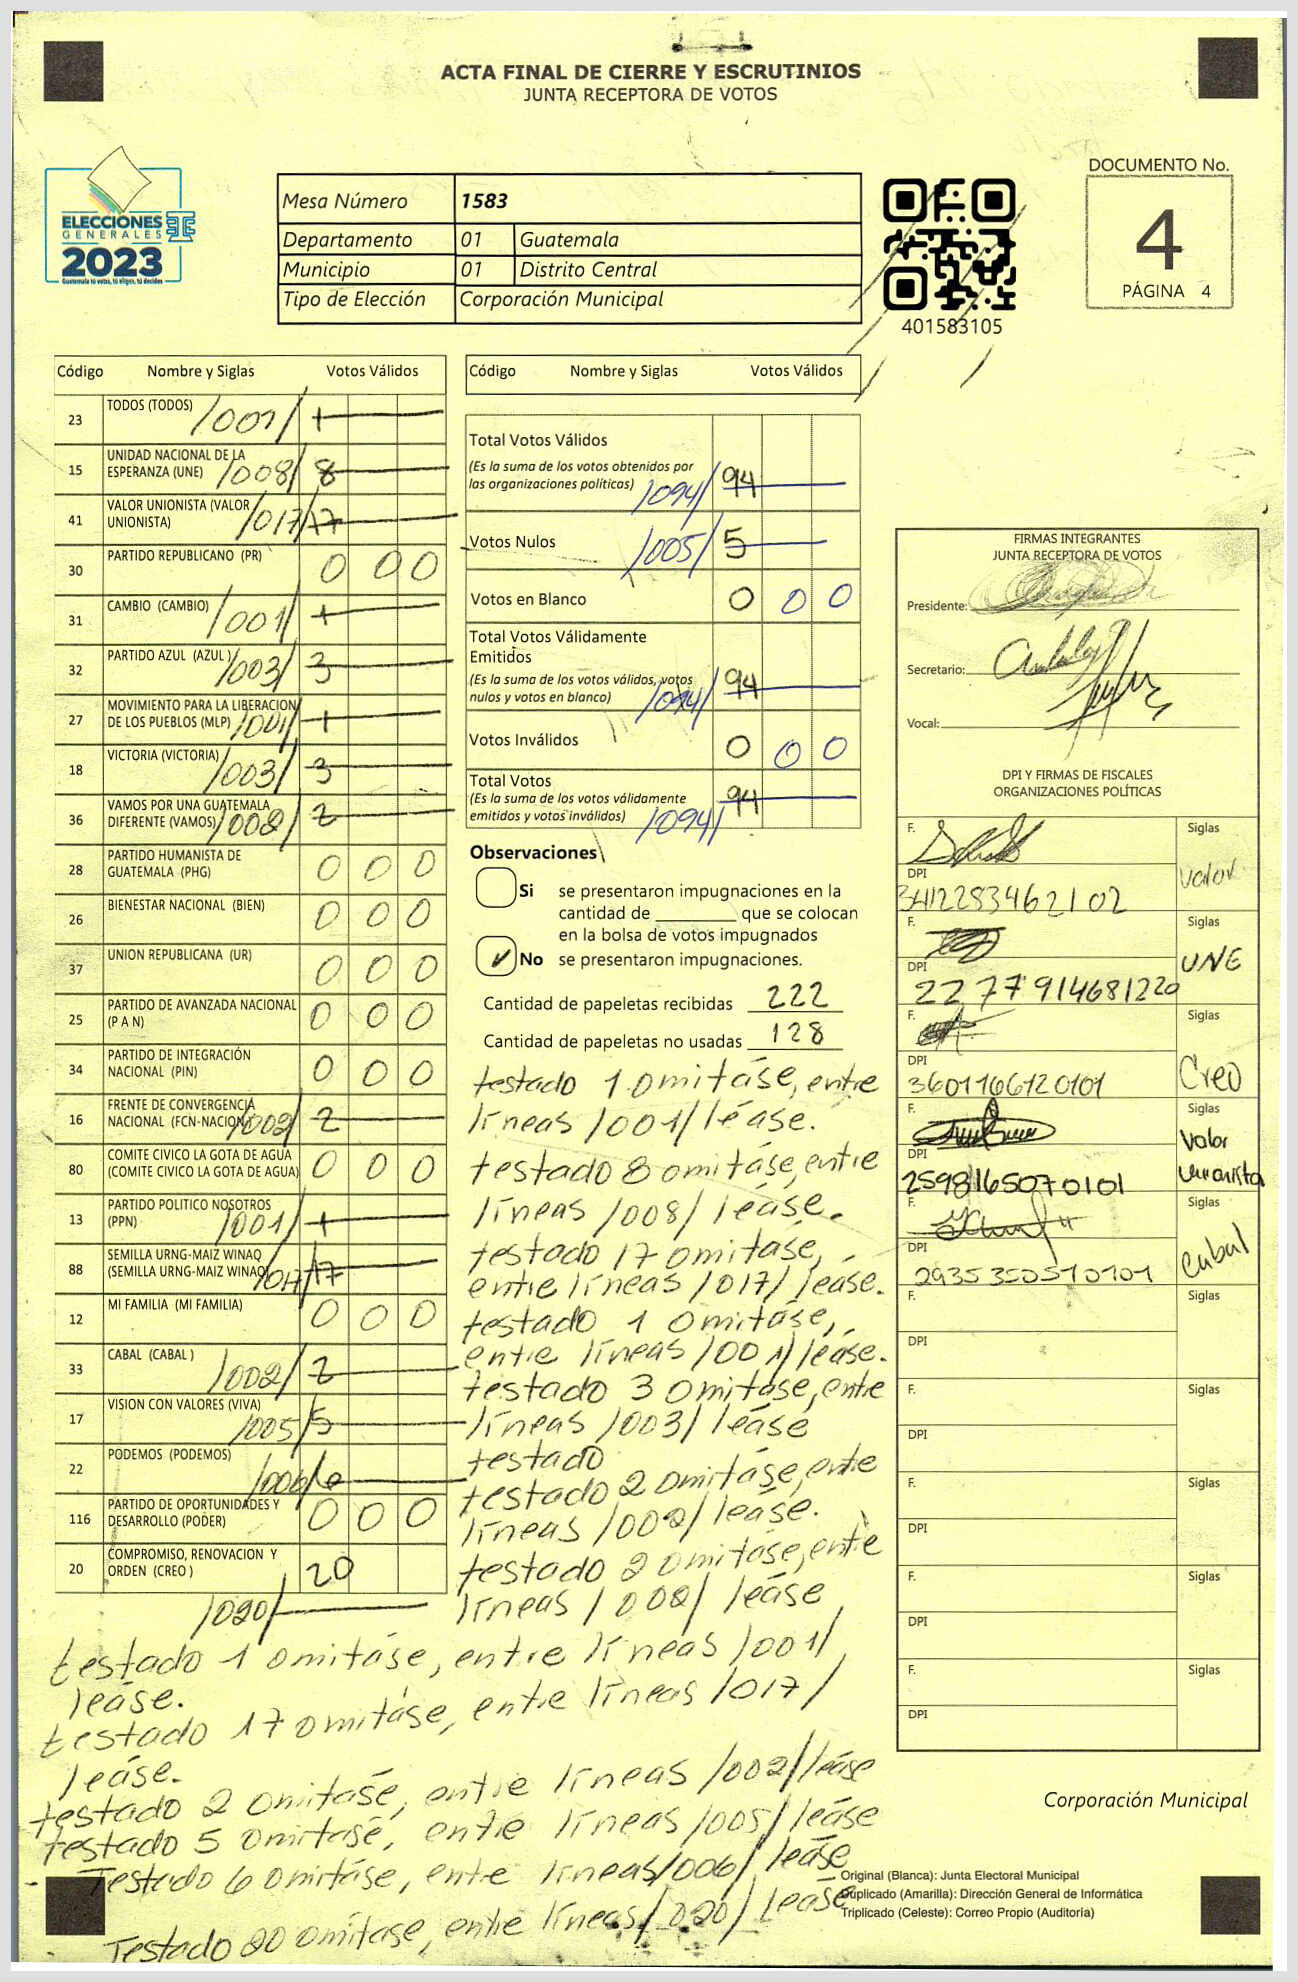 ACTA FINAL DE CIERRE Y ESCRUTINIOS
JUNTA RECEPTORA DE VOTOS
ELECCIONES
GENERALES
2023
Guatemala tú votas, tú eliges, tú decides
Mesa Número 1583
Departamento 01 Guatemala
Municipio 01 Distrito Central
Tipo de Elección Corporación Municipal
401583105
DOCUMENTO No.
4
PÁGINA 4
Código Nombre y Siglas Votos Válidos
23 TODOS (TODOS) /001/ 1
15 UNIDAD NACIONAL DE LA
ESPERANZA (UNE) /008/ 8
41 VALOR UNIONISTA (VALOR
UNIONISTA) /017/ 17
30 PARTIDO REPUBLICANO (PR) 0 0 0
31 CAMBIO (CAMBIO) /001/ 1
32 PARTIDO AZUL (AZUL) /003/ 3
27 MOVIMIENTO PARA LA LIBERACION
DE LOS PUEBLOS (MLP) /001/ 1
18 VICTORIA (VICTORIA) /003/ 3
36 VAMOS POR UNA GUATEMALA
DIFERENTE (VAMOS) /002/ 2
28 PARTIDO HUMANISTA DE
GUATEMALA (PHG) 0 0 0
26 BIENESTAR NACIONAL (BIEN) 0 0 0
37 UNION REPUBLICANA (UR) 0 0 0
25 PARTIDO DE AVANZADA NACIONAL
(P A N) 0 0 0
34 PARTIDO DE INTEGRACIÓN
NACIONAL (PIN) 0 0 0
16 FRENTE DE CONVERGENCIA
NACIONAL (FCN-NACION) /002/ 2
80 COMITE CIVICO LA GOTA DE AGUA
(COMITE CIVICO LA GOTA DE AGUA) 0 0 0
13 PARTIDO POLITICO NOSOTROS
(PPN) /001/ 1
88 SEMILLA URNG-MAIZ WINAQ
(SEMILLA URNG-MAIZ WINAQ) /017/ 17
12 MI FAMILIA (MI FAMILIA) 0 0 0
33 CABAL (CABAL) /002/ 2
17 VISION CON VALORES (VIVA) /005/ 5
22 PODEMOS (PODEMOS) /006/ 6
116 PARTIDO DE OPORTUNIDADES Y
DESARROLLO (PODER) 0 0 0
20 COMPROMISO, RENOVACION Y
ORDEN (CREO) 20
/020/
Código Nombre y Siglas Votos Válidos
Total Votos Válidos
(Es la suma de los votos obtenidos por
las organizaciones políticas) /094/ 94
Votos Nulos /005/ 5
Votos en Blanco 0 0 0
Total Votos Válidamente
Emitidos
(Es la suma de los votos válidos, votos
nulos y votos en blanco) /094/ 94
Votos Inválidos 0 0 0
Total Votos
(Es la suma de los votos válidamente
emitidos y votos inválidos) /094/ 94
Observaciones
Si se presentaron impugnaciones en la
cantidad de ______ que se colocan
en la bolsa de votos impugnados
✓ No se presentaron impugnaciones.
Cantidad de papeletas recibidas 222
Cantidad de papeletas no usadas 128
testado 1 omitáse, entre
líneas /001/ léase.
testado 8 omitáse, entre
líneas /008/ léase.
testado 17 omitase,
entre líneas /017/ léase.
testado 1 omitáse,
entre líneas /001/ léase.
testado 3 omitáse, entre
líneas /003/ léase
testado
testado 2 omitáse, entre
líneas /002/ léase.
testado 2 omitáse, entre
líneas /002/ léase
testado 1 omitáse, entre líneas /001/
leáse.
testado 17 omitáse, entre líneas /017/
leáse.
testado 2 omitasé, entre líneas /002/ leáse
testado 5 omitasé, entre líneas /005/ leáse
Testado 6 omitáse, entre líneas /006/ leáse
Testado 20 omitáse, entre líneas /020/ leáse
FIRMAS INTEGRANTES
JUNTA RECEPTORA DE VOTOS
Presidente:
Secretario:
Vocal:
DPI Y FIRMAS DE FISCALES
ORGANIZACIONES POLÍTICAS
F. Siglas
DPI Valor
3412283462102
F. Siglas
DPI UNE
2277914681220
F. Siglas
DPI Creo
3601166120101
F. Siglas
DPI Valor
2598165070101 Unionista
F. Siglas
DPI
2935350510101
F. Siglas
DPI
F. Siglas
DPI
F. Siglas
DPI
F. Siglas
DPI
F. Siglas
DPI
Corporación Municipal
Original (Blanca): Junta Electoral Municipal
Duplicado (Amarilla): Dirección General de Informática
Triplicado (Celeste): Correo Propio (Auditoría)